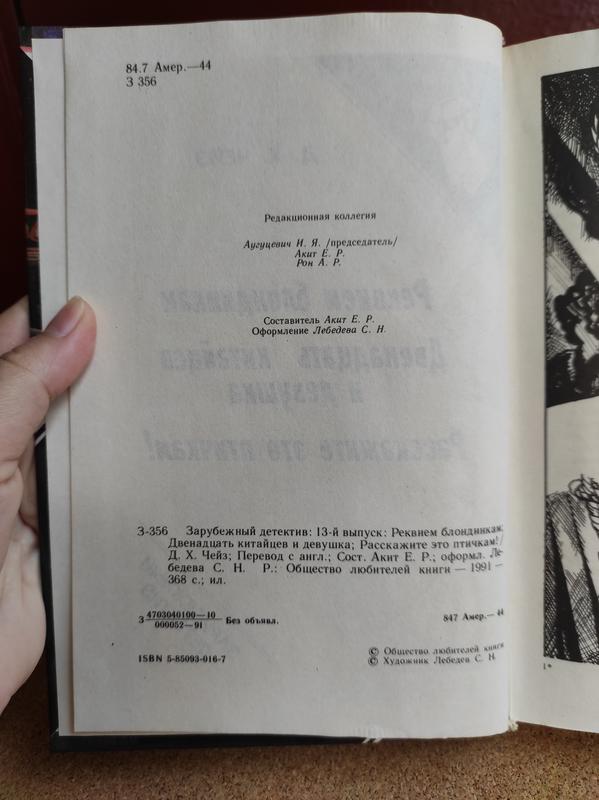 84.7 Амер.—44
З 356
Редакционная коллегия
Аугуцевич И. Я. /председатель/
Акит Е. Р.
Рон А. Р.
Составитель Акит Е. Р.
Оформление Лебедева С. Н.
З-356 Зарубежный детектив: 13-й выпуск: Реквием блондинкам;
Двенадцать китайцев и девушка; Расскажите это птичкам!/
Д. Х. Чейз; Перевод с англ.; Сост. Акит Е. Р.; оформл. Ле-
бедева С. Н. Р.: Общество любителей книги — 1991 —
368 с.; ил.
З 4703040100—10
000052—91 Без объявл.
847 Амер.— 44
ISBN 5-85093-016-7
© Общество любителей книги
© Художник Лебедев С. Н.
1*